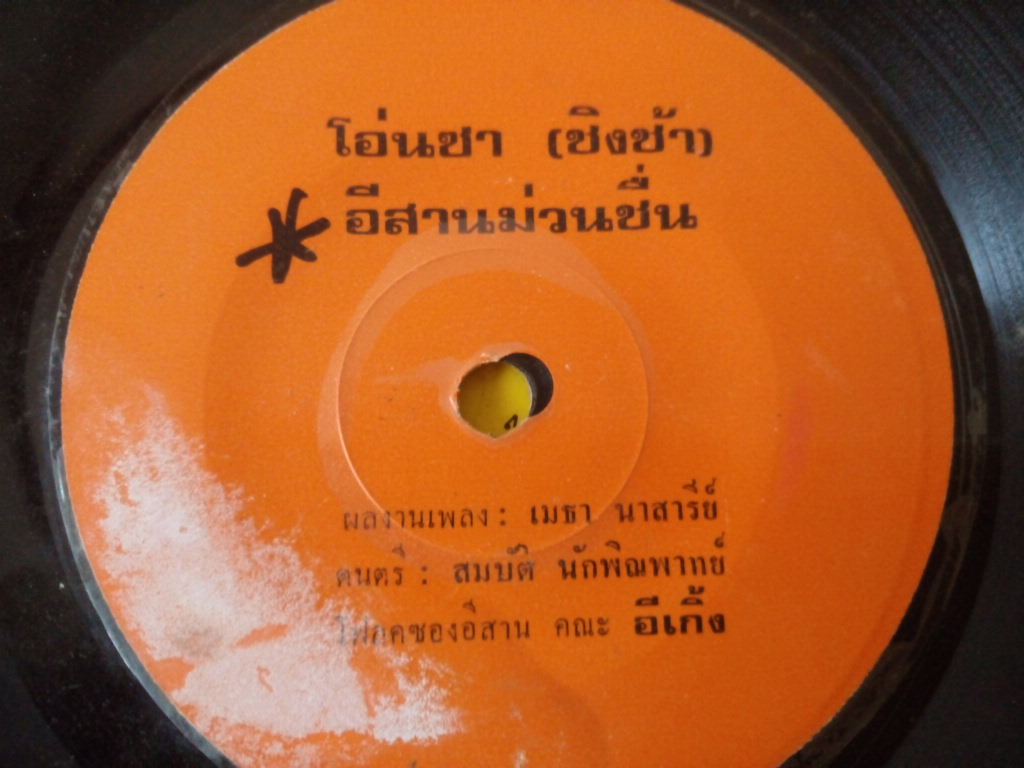 โอ่นซา (ชิงช้า)
อีสานม่วนชื่น
ผลงานเพลง : เมธา นาสารีย์
ดนตรี : สมบัติ นักพิณพาทย์
โฟลคซองอีสาน คณะ อีเกิ้ง